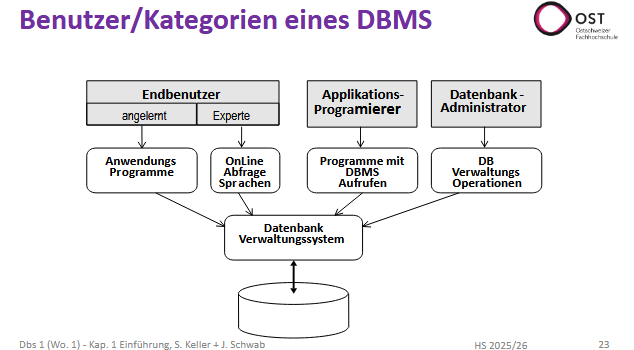 Benutzer/Kategorien eines DBMS
OST
Ostschweizer
Fachhochschule
Endbenutzer
angelernt
Experte
Applikations-
Programierer
Datenbank -
Administrator
Anwendungs
Programme
OnLine
Abfrage
Sprachen
Programme mit
DBMS
Aufrufen
DB
Verwaltungs
Operationen
Datenbank
Verwaltungssystem
Dbs 1 (Wo. 1) - Kap. 1 Einführung, S. Keller + J. Schwab
HS 2025/26
23